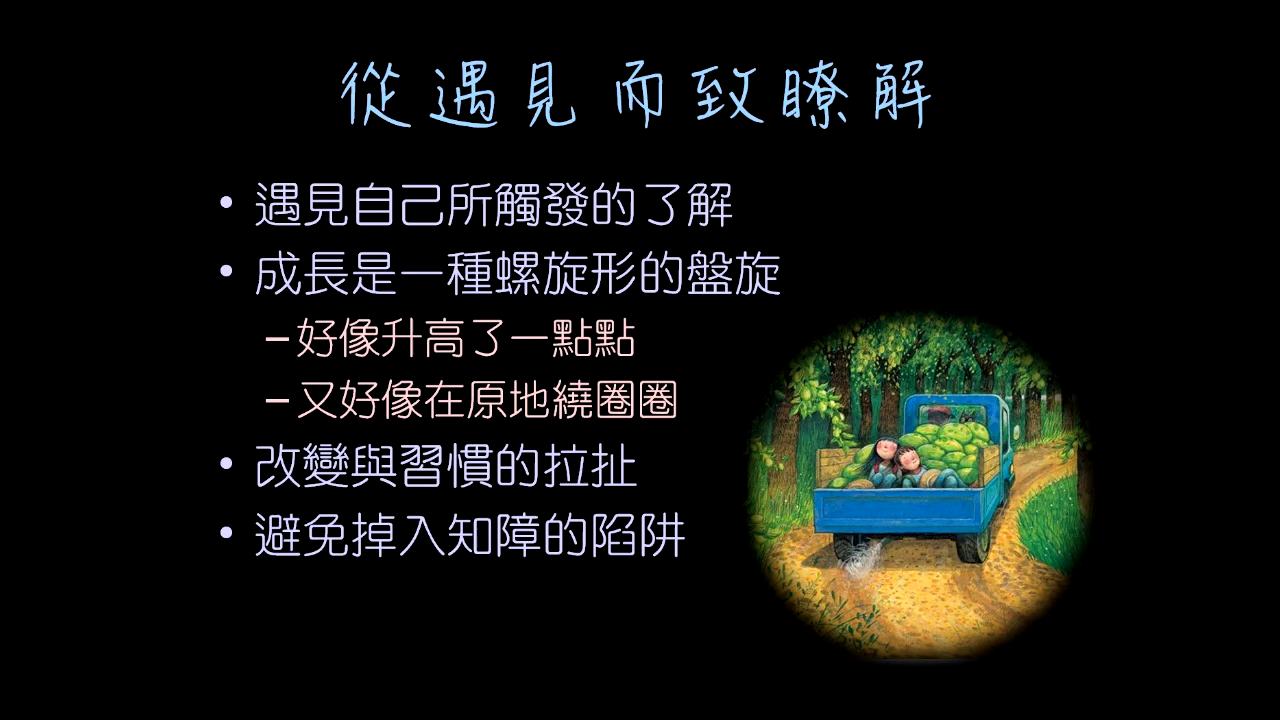 從遇見而致瞭解
• 遇見自己所觸發的了解
• 成長是一種螺旋形的盤旋
– 好像升高了一點點
– 又好像在原地繞圈圈
• 改變與習慣的拉扯
• 避免掉入知障的陷阱